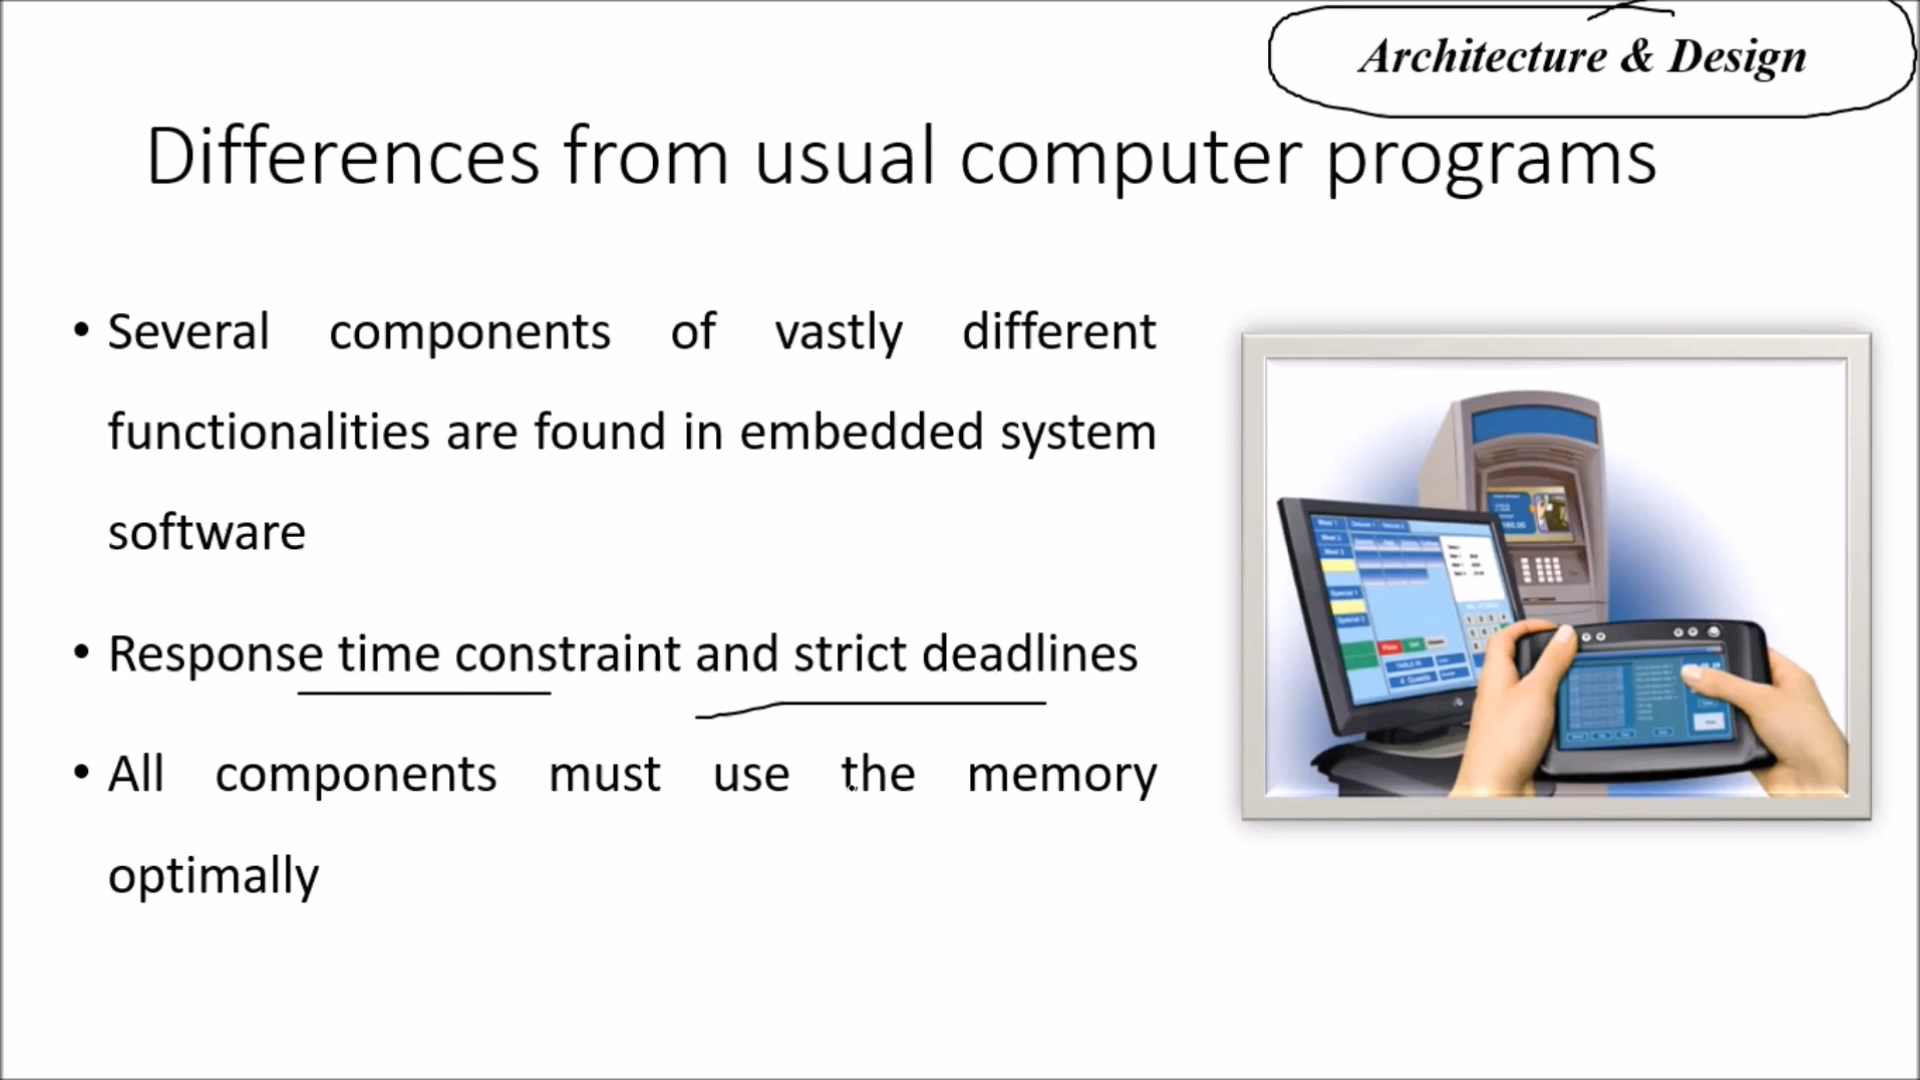 Architecture & Design
Differences from usual computer programs
• Several components of vastly different
functionalities are found in embedded system
software
• Response time constraint and strict deadlines
• All components must use the memory
optimally